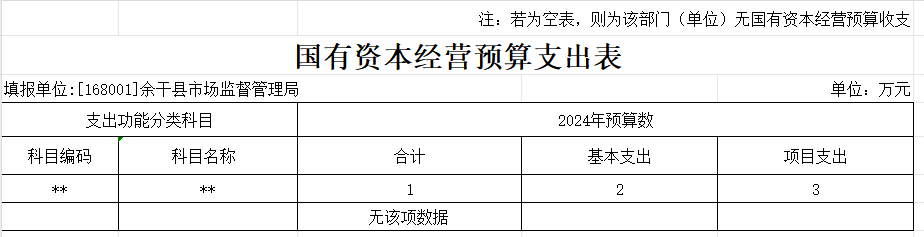 注：若为空表，则为该部门（单位）无国有资本经营预算收支
国有资本经营预算支出表
填报单位:[168001]余干县市场监督管理局 单位：万元
支出功能分类科目 2024年预算数
科目编码 科目名称 合计 基本支出 项目支出
** ** 1 2 3
无该项数据